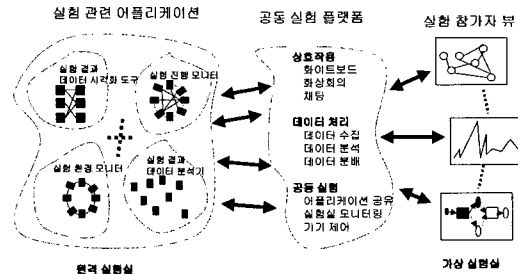 실험 관련 어플리케이션
공동 실험 플랫폼
실험 참가자 뷰
실험 결과
데이터 시각화 도구
실험 진행 모니터
실험 환경 모니터
실험 결과
데이터 분석기
원격 실험실
상호작용
화이트보드
화상회의
채팅
데이터 처리
데이터 수집
데이터 분석
데이터 분배
공동 실험
어플리케이션 공유
실험실 모니터링
기기 제어
가상 실험실